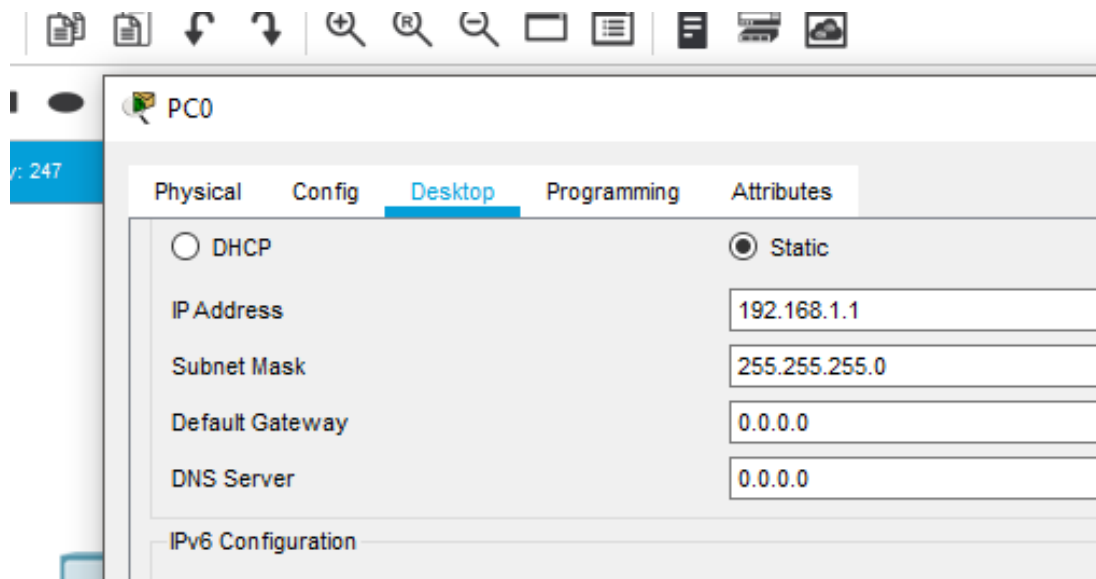 PC0
y: 247
Physical Config Desktop Programming Attributes
DHCP Static
IP Address 192.168.1.1
Subnet Mask 255.255.255.0
Default Gateway 0.0.0.0
DNS Server 0.0.0.0
IPv6 Configuration